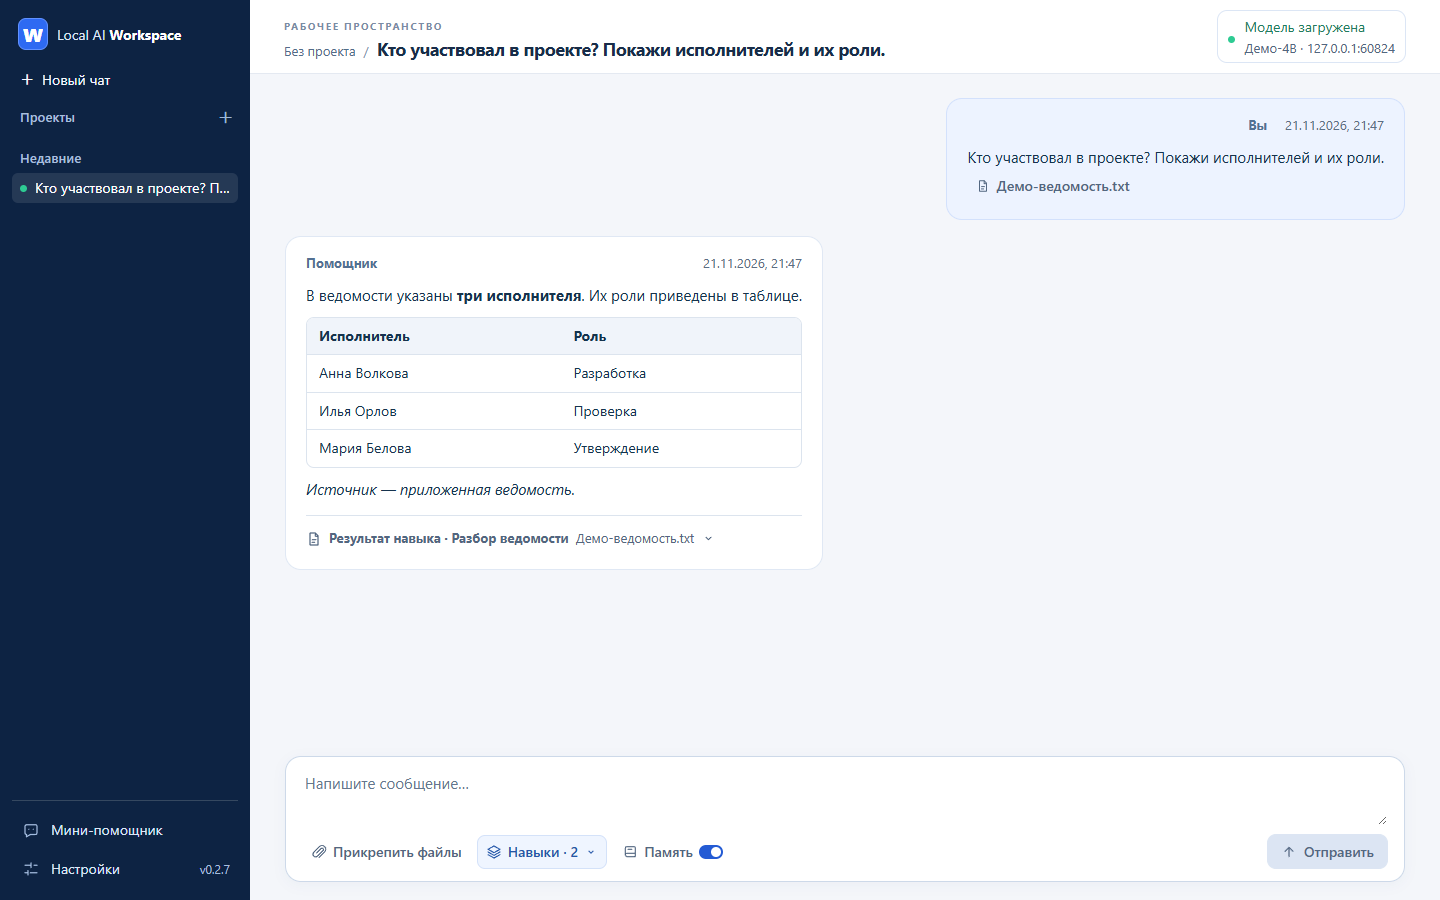 W Local AI Workspace
Новый чат
Проекты
Недавние
Кто участвовал в проекте? П...
Мини-помощник
Настройки v0.2.7
РАБОЧЕЕ ПРОСТРАНСТВО
Без проекта / Кто участвовал в проекте? Покажи исполнителей и их роли.
Модель загружена
Демо-4B · 127.0.0.1:60824
Вы 21.11.2026, 21:47
Кто участвовал в проекте? Покажи исполнителей и их роли.
Демо-ведомость.txt
Помощник 21.11.2026, 21:47
В ведомости указаны три исполнителя. Их роли приведены в таблице.
Исполнитель Роль
Анна Волкова Разработка
Илья Орлов Проверка
Мария Белова Утверждение
Источник — приложенная ведомость.
Результат навыка · Разбор ведомости Демо-ведомость.txt
Напишите сообщение...
Прикрепить файлы Навыки · 2 Память Отправить